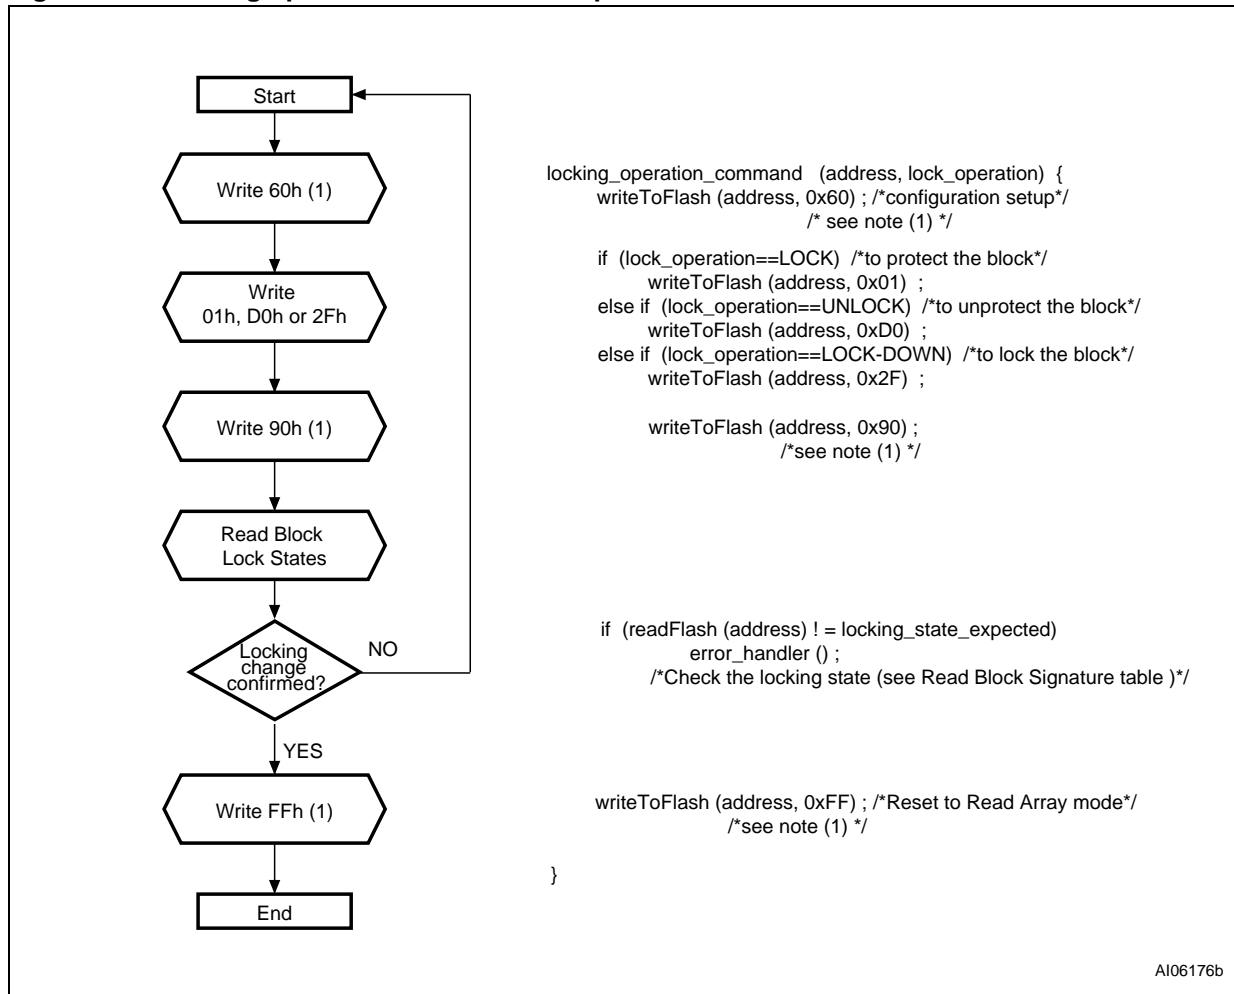 Start
Write 60h (1)
Write
01h, D0h or 2Fh
Write 90h (1)
Read Block
Lock States
Locking
change
confirmed?
NO
YES
Write FFh (1)
End
locking_operation_command (address, lock_operation) {
writeToFlash (address, 0x60) ; /*configuration setup*/
/* see note (1) */
if (lock_operation==LOCK) /*to protect the block*/
writeToFlash (address, 0x01) ;
else if (lock_operation==UNLOCK) /*to unprotect the block*/
writeToFlash (address, 0xD0) ;
else if (lock_operation==LOCK-DOWN) /*to lock the block*/
writeToFlash (address, 0x2F) ;
writeToFlash (address, 0x90) ;
/*see note (1) */
if (readFlash (address) ! = locking_state_expected)
error_handler () ;
/*Check the locking state (see Read Block Signature table )*/
writeToFlash (address, 0xFF) ; /*Reset to Read Array mode*/
/*see note (1) */
}
AI06176b